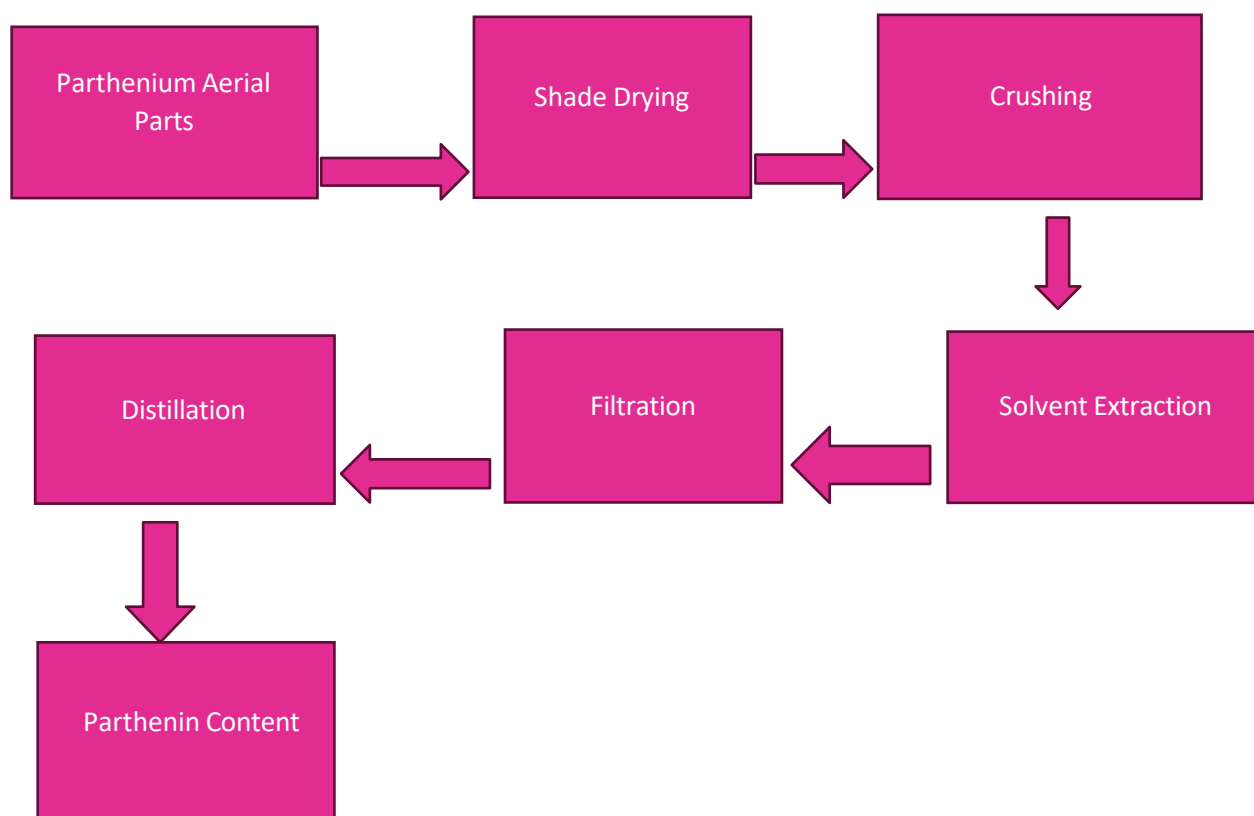 Parthenium Aerial
Parts
Shade Drying
Crushing
Solvent Extraction
Filtration
Distillation
Parthenin Content